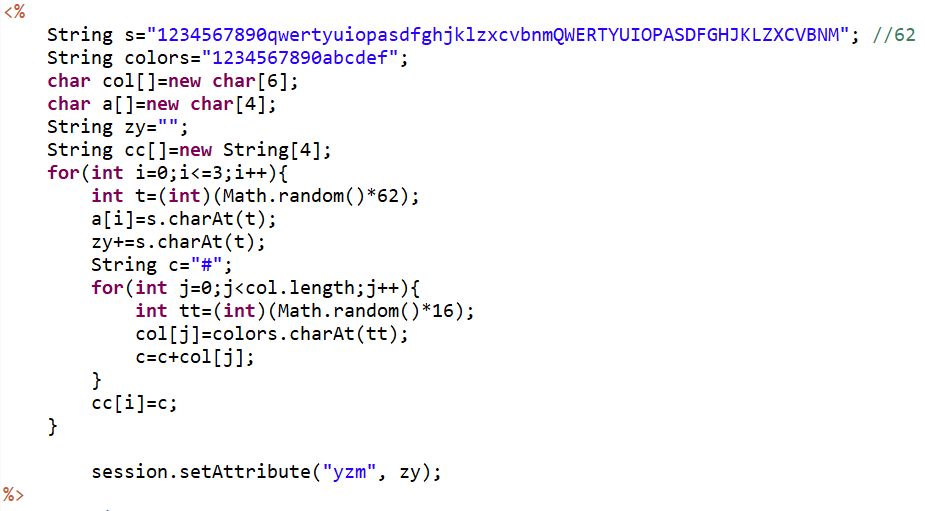 <%
String s="1234567890qwertyuiopasdfghjklzxcvbnmQWERTYUIOPASDFGHJKLZXCVBNM"; //62
String colors="1234567890abcdef";
char col[]=new char[6];
char a[]=new char[4];
String zy="";
String cc[]=new String[4];
for(int i=0;i<=3;i++){
int t=(int)(Math.random()*62);
a[i]=s.charAt(t);
zy+=s.charAt(t);
String c="#";
for(int j=0;j<col.length;j++){
int tt=(int)(Math.random()*16);
col[j]=colors.charAt(tt);
c=c+col[j];
}
cc[i]=c;
}
session.setAttribute("yzm", zy);
%>